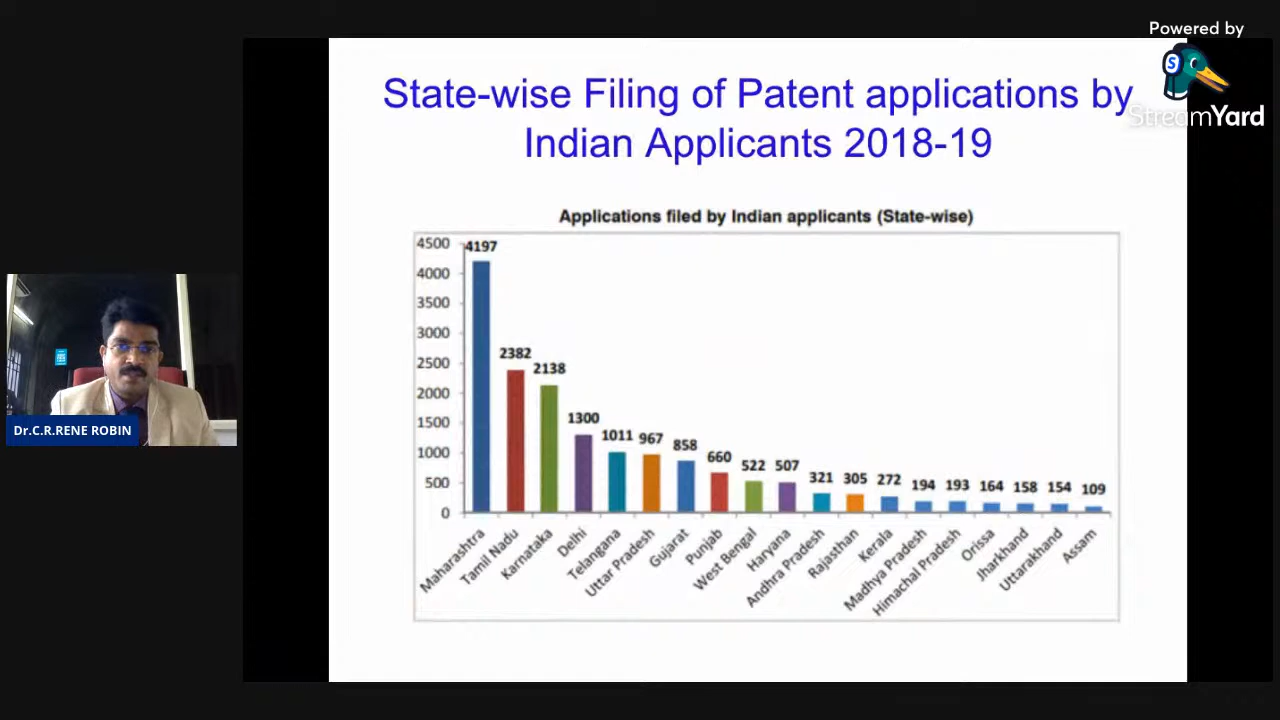 Powered by
StreamYard
State-wise Filing of Patent applications by
Indian Applicants 2018-19
Applications filed by Indian applicants (State-wise)
4500
4000
3500
3000
2500
2000
1500
1000
500
0
4197
2382
2138
1300
1011
967
858
660
522
507
321
305
272
194
193
164
158
154
109
Maharashtra
Tamil Nadu
Karnataka
Delhi
Telangana
Uttar Pradesh
Gujarat
Punjab
West Bengal
Haryana
Andhra Pradesh
Rajasthan
Kerala
Madhya Pradesh
Himachal Pradesh
Orissa
Jharkhand
Uttarakhand
Assam
Dr.C.R.RENE ROBIN